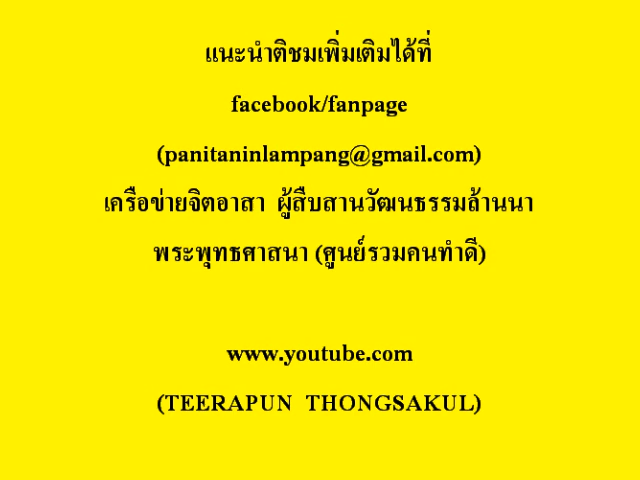 แนะนำติชมเพิ่มเติมได้ที่
facebook/fanpage
(panitaninlampang@gmail.com)
เครือข่ายจิตอาสา ผู้สืบสานวัฒนธรรมล้านนา
พระพุทธศาสนา (ศูนย์รวมคนทำดี)
www.youtube.com
(TEERAPUN THONGSAKUL)